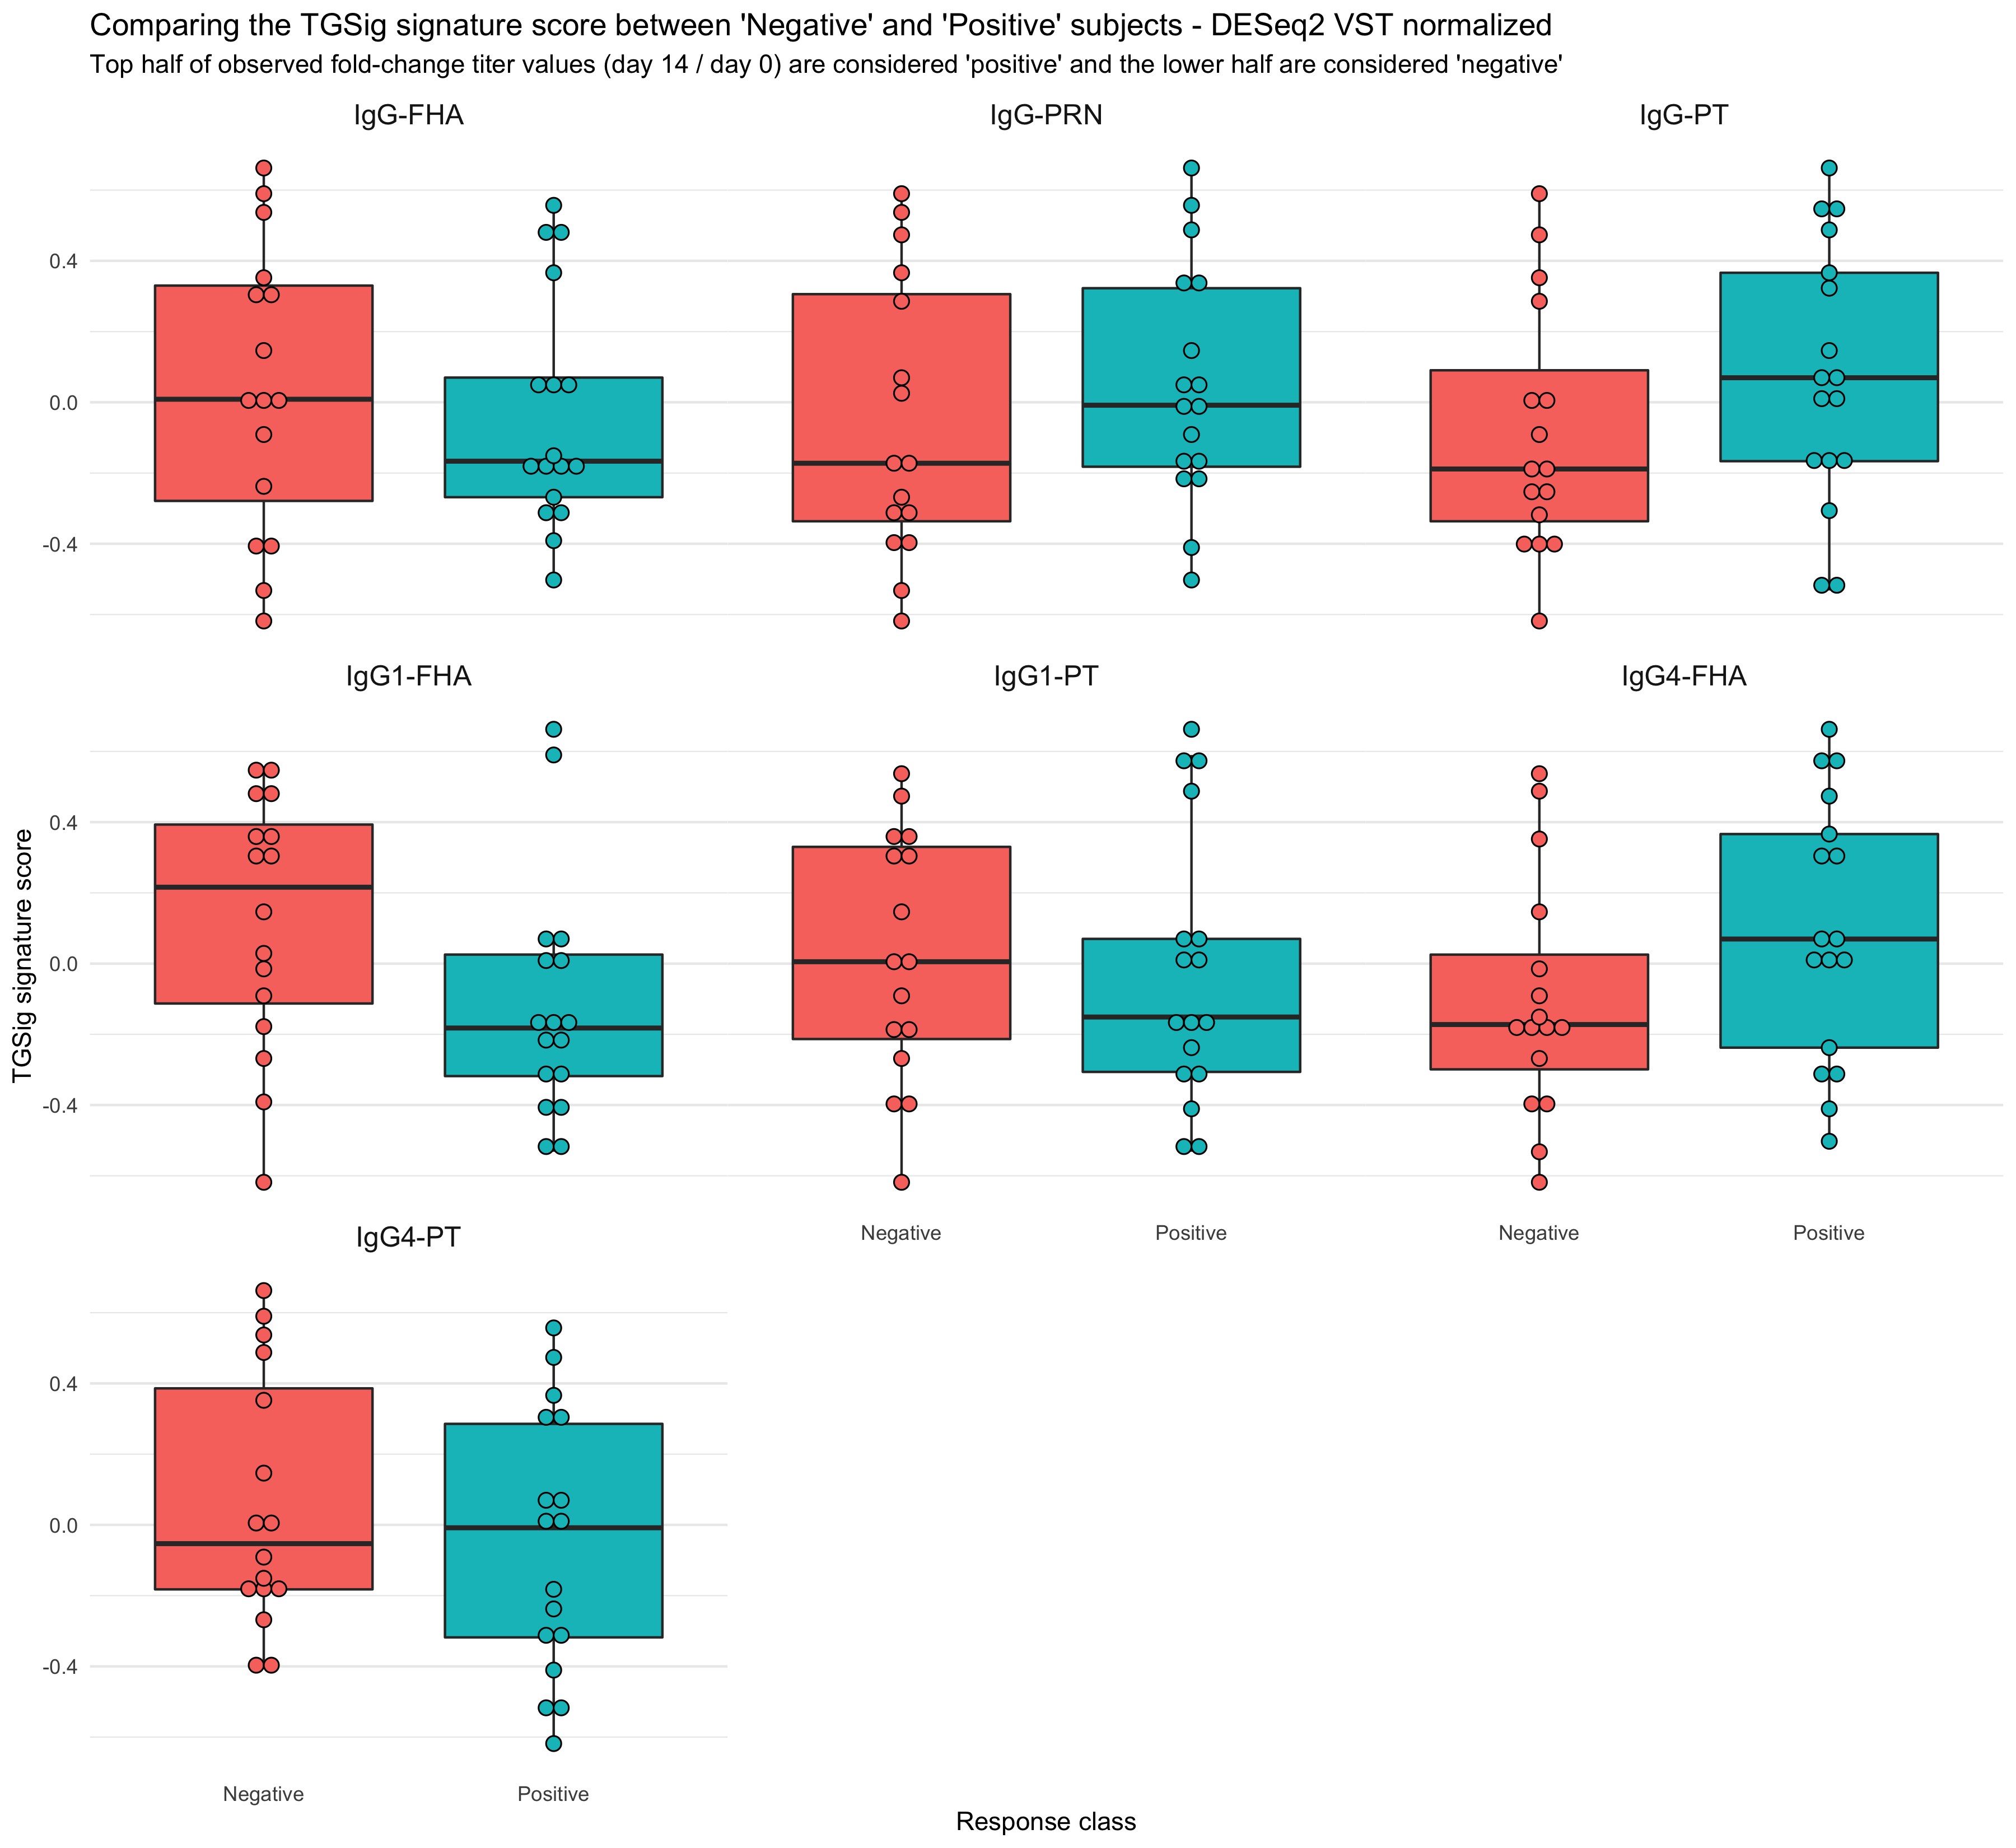 Comparing the TGSig signature score between 'Negative' and 'Positive' subjects - DESeq2 VST normalized
Top half of observed fold-change titer values (day 14 / day 0) are considered 'positive' and the lower half are considered 'negative'
IgG-FHA
IgG-PRN
IgG-PT
0.4
0.0
-0.4
IgG1-FHA
IgG1-PT
IgG4-FHA
0.4
0.0
-0.4
TGSig signature score
Negative
Positive
Negative
Positive
IgG4-PT
0.4
0.0
-0.4
Negative
Positive
Response class